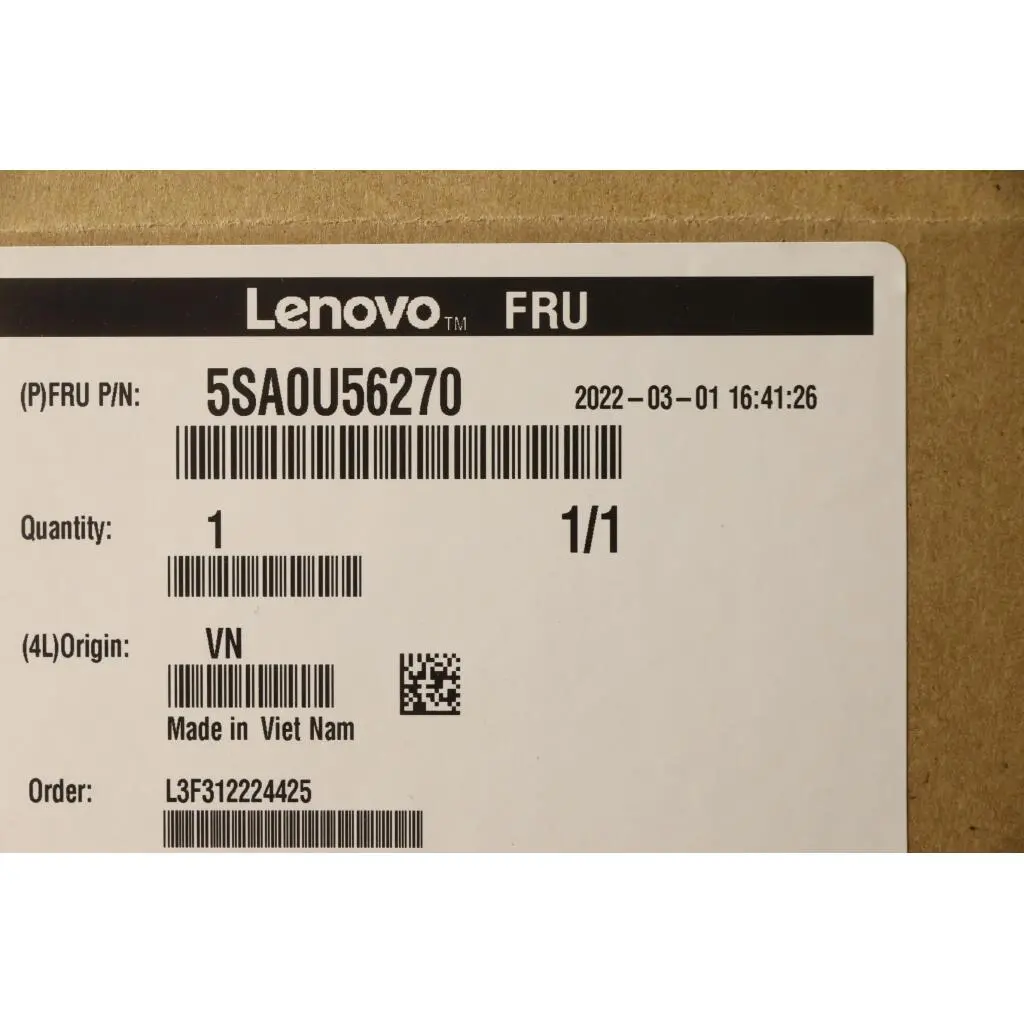 Lenovo™ FRU
(P)FRU P/N: 5SA0U56270 2022-03-01 16:41:26
Quantity: 1 1/1
(4L)Origin: VN
Made in Viet Nam
Order: L3F312224425